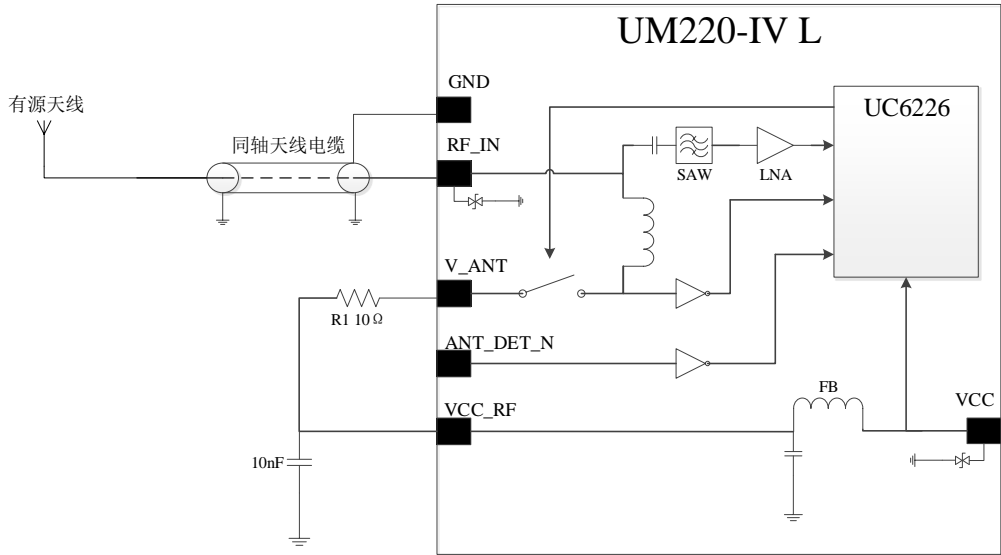 UM220-IV L
GND
UC6226
有源天线
同轴天线电缆
RF_IN
SAW
LNA
V_ANT
R1 10Ω
ANT_DET_N
FB
VCC
VCC_RF
10nF